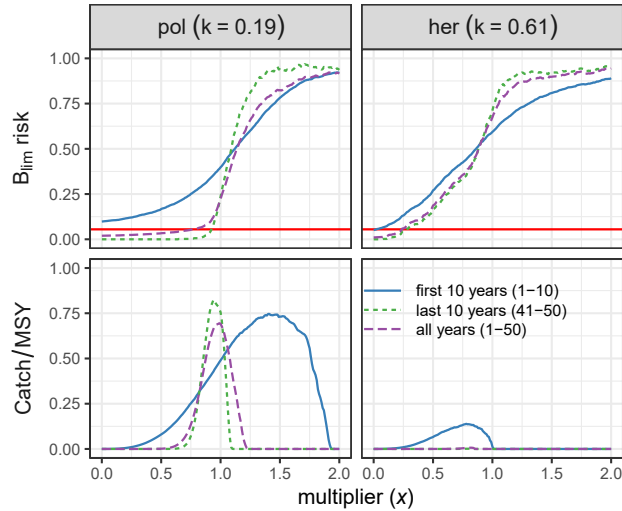 pol (k = 0.19)
her (k = 0.61)
B_lim risk
1.00
0.75
0.50
0.25
0.00
Catch/MSY
1.00
0.75
0.50
0.25
0.00
first 10 years (1−10)
last 10 years (41−50)
all years (1−50)
0.0 0.5 1.0 1.5 2.0
0.0 0.5 1.0 1.5 2.0
multiplier (x)